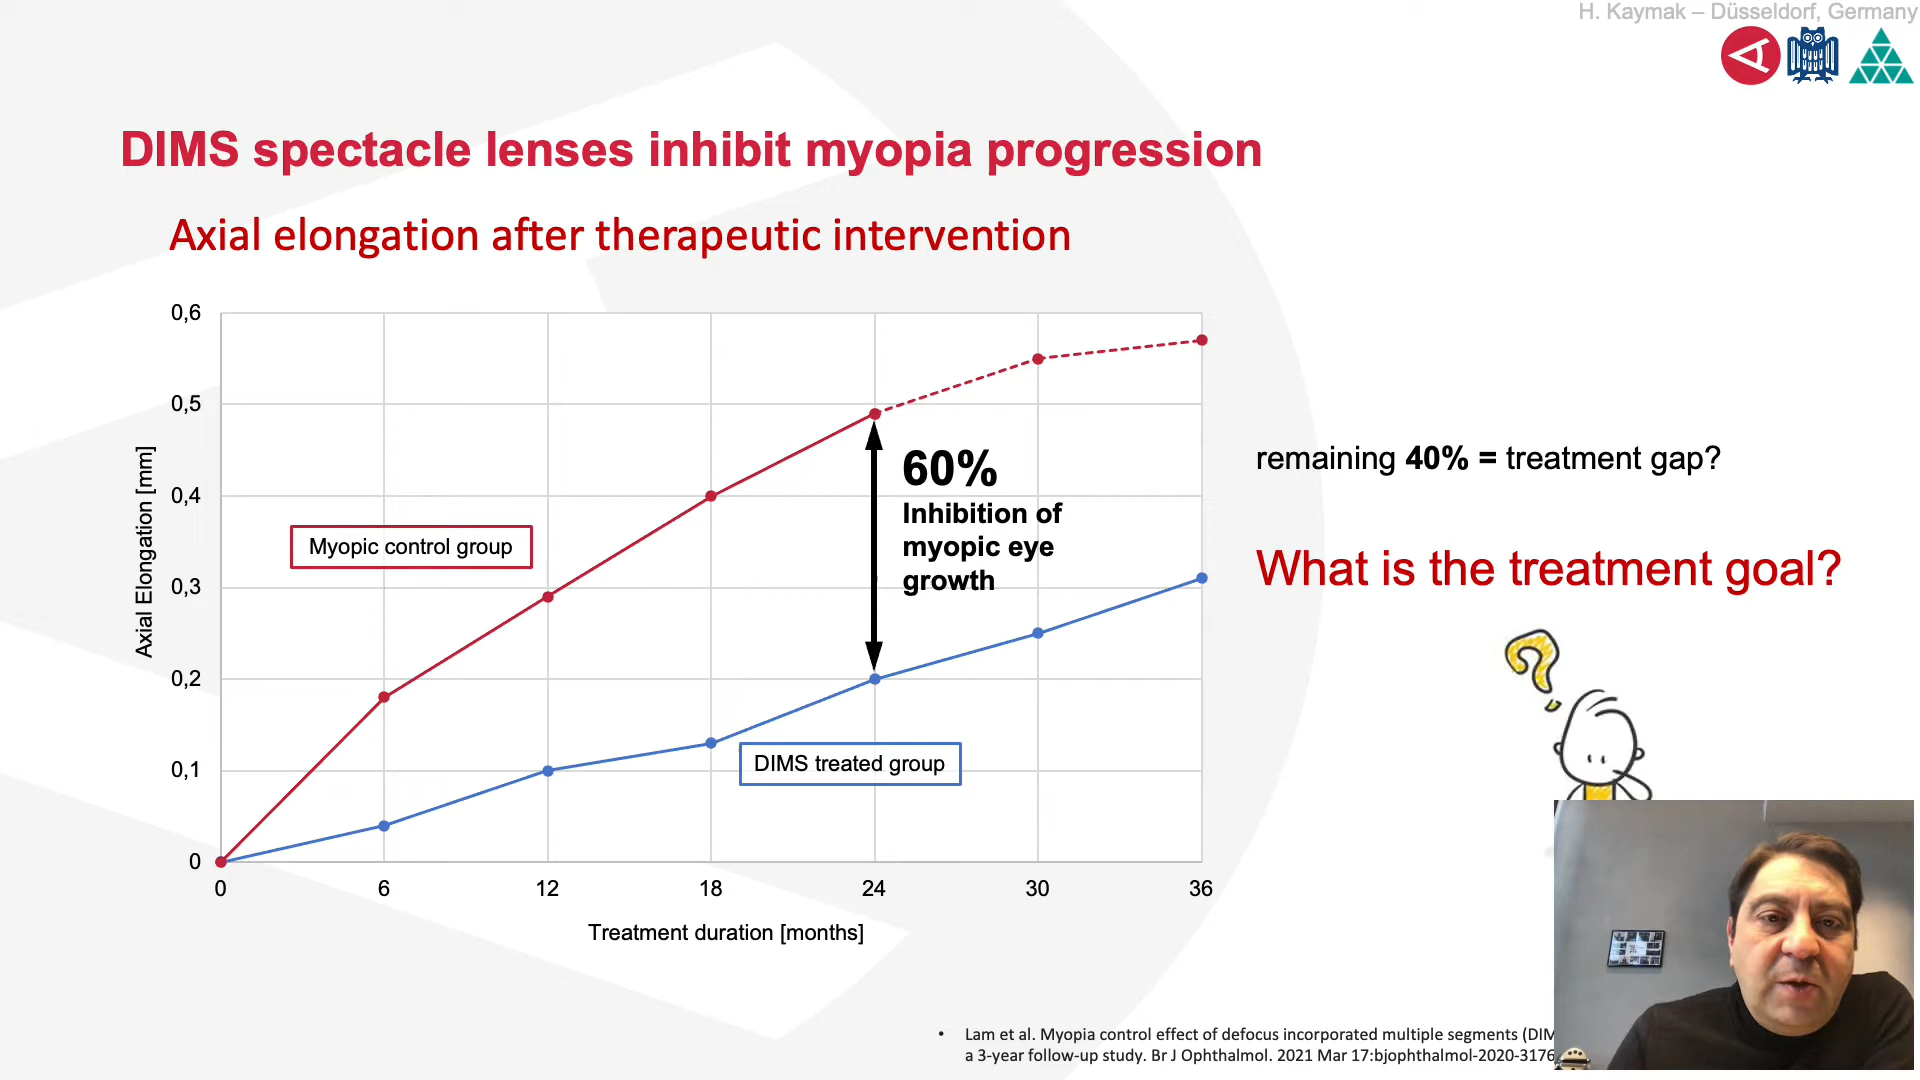 H. Kaymak – Düsseldorf, Germany
DIMS spectacle lenses inhibit myopia progression
Axial elongation after therapeutic intervention
0,6
0,5
0,4
0,3
0,2
0,1
0
Axial Elongation [mm]
Myopic control group
60%
Inhibition of
myopic eye
growth
DIMS treated group
0 6 12 18 24 30 36
Treatment duration [months]
remaining 40% = treatment gap?
What is the treatment goal?
• Lam et al. Myopia control effect of defocus incorporated multiple segments (DIM
a 3-year follow-up study. Br J Ophthalmol. 2021 Mar 17:bjophthalmol-2020-3176